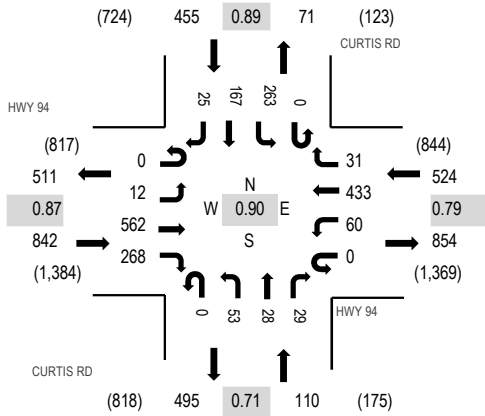 (724) 455 0.89 71 (123)
CURTIS RD
HWY 94
25 167 263 0
(817) (844)
511 0 31 524
0.87 12 N 433 0.79
W 0.90 E
842 562 S 60 854
268 0
(1,384) (1,369)
0 53 28 29
HWY 94
CURTIS RD
(818) 495 0.71 110 (175)